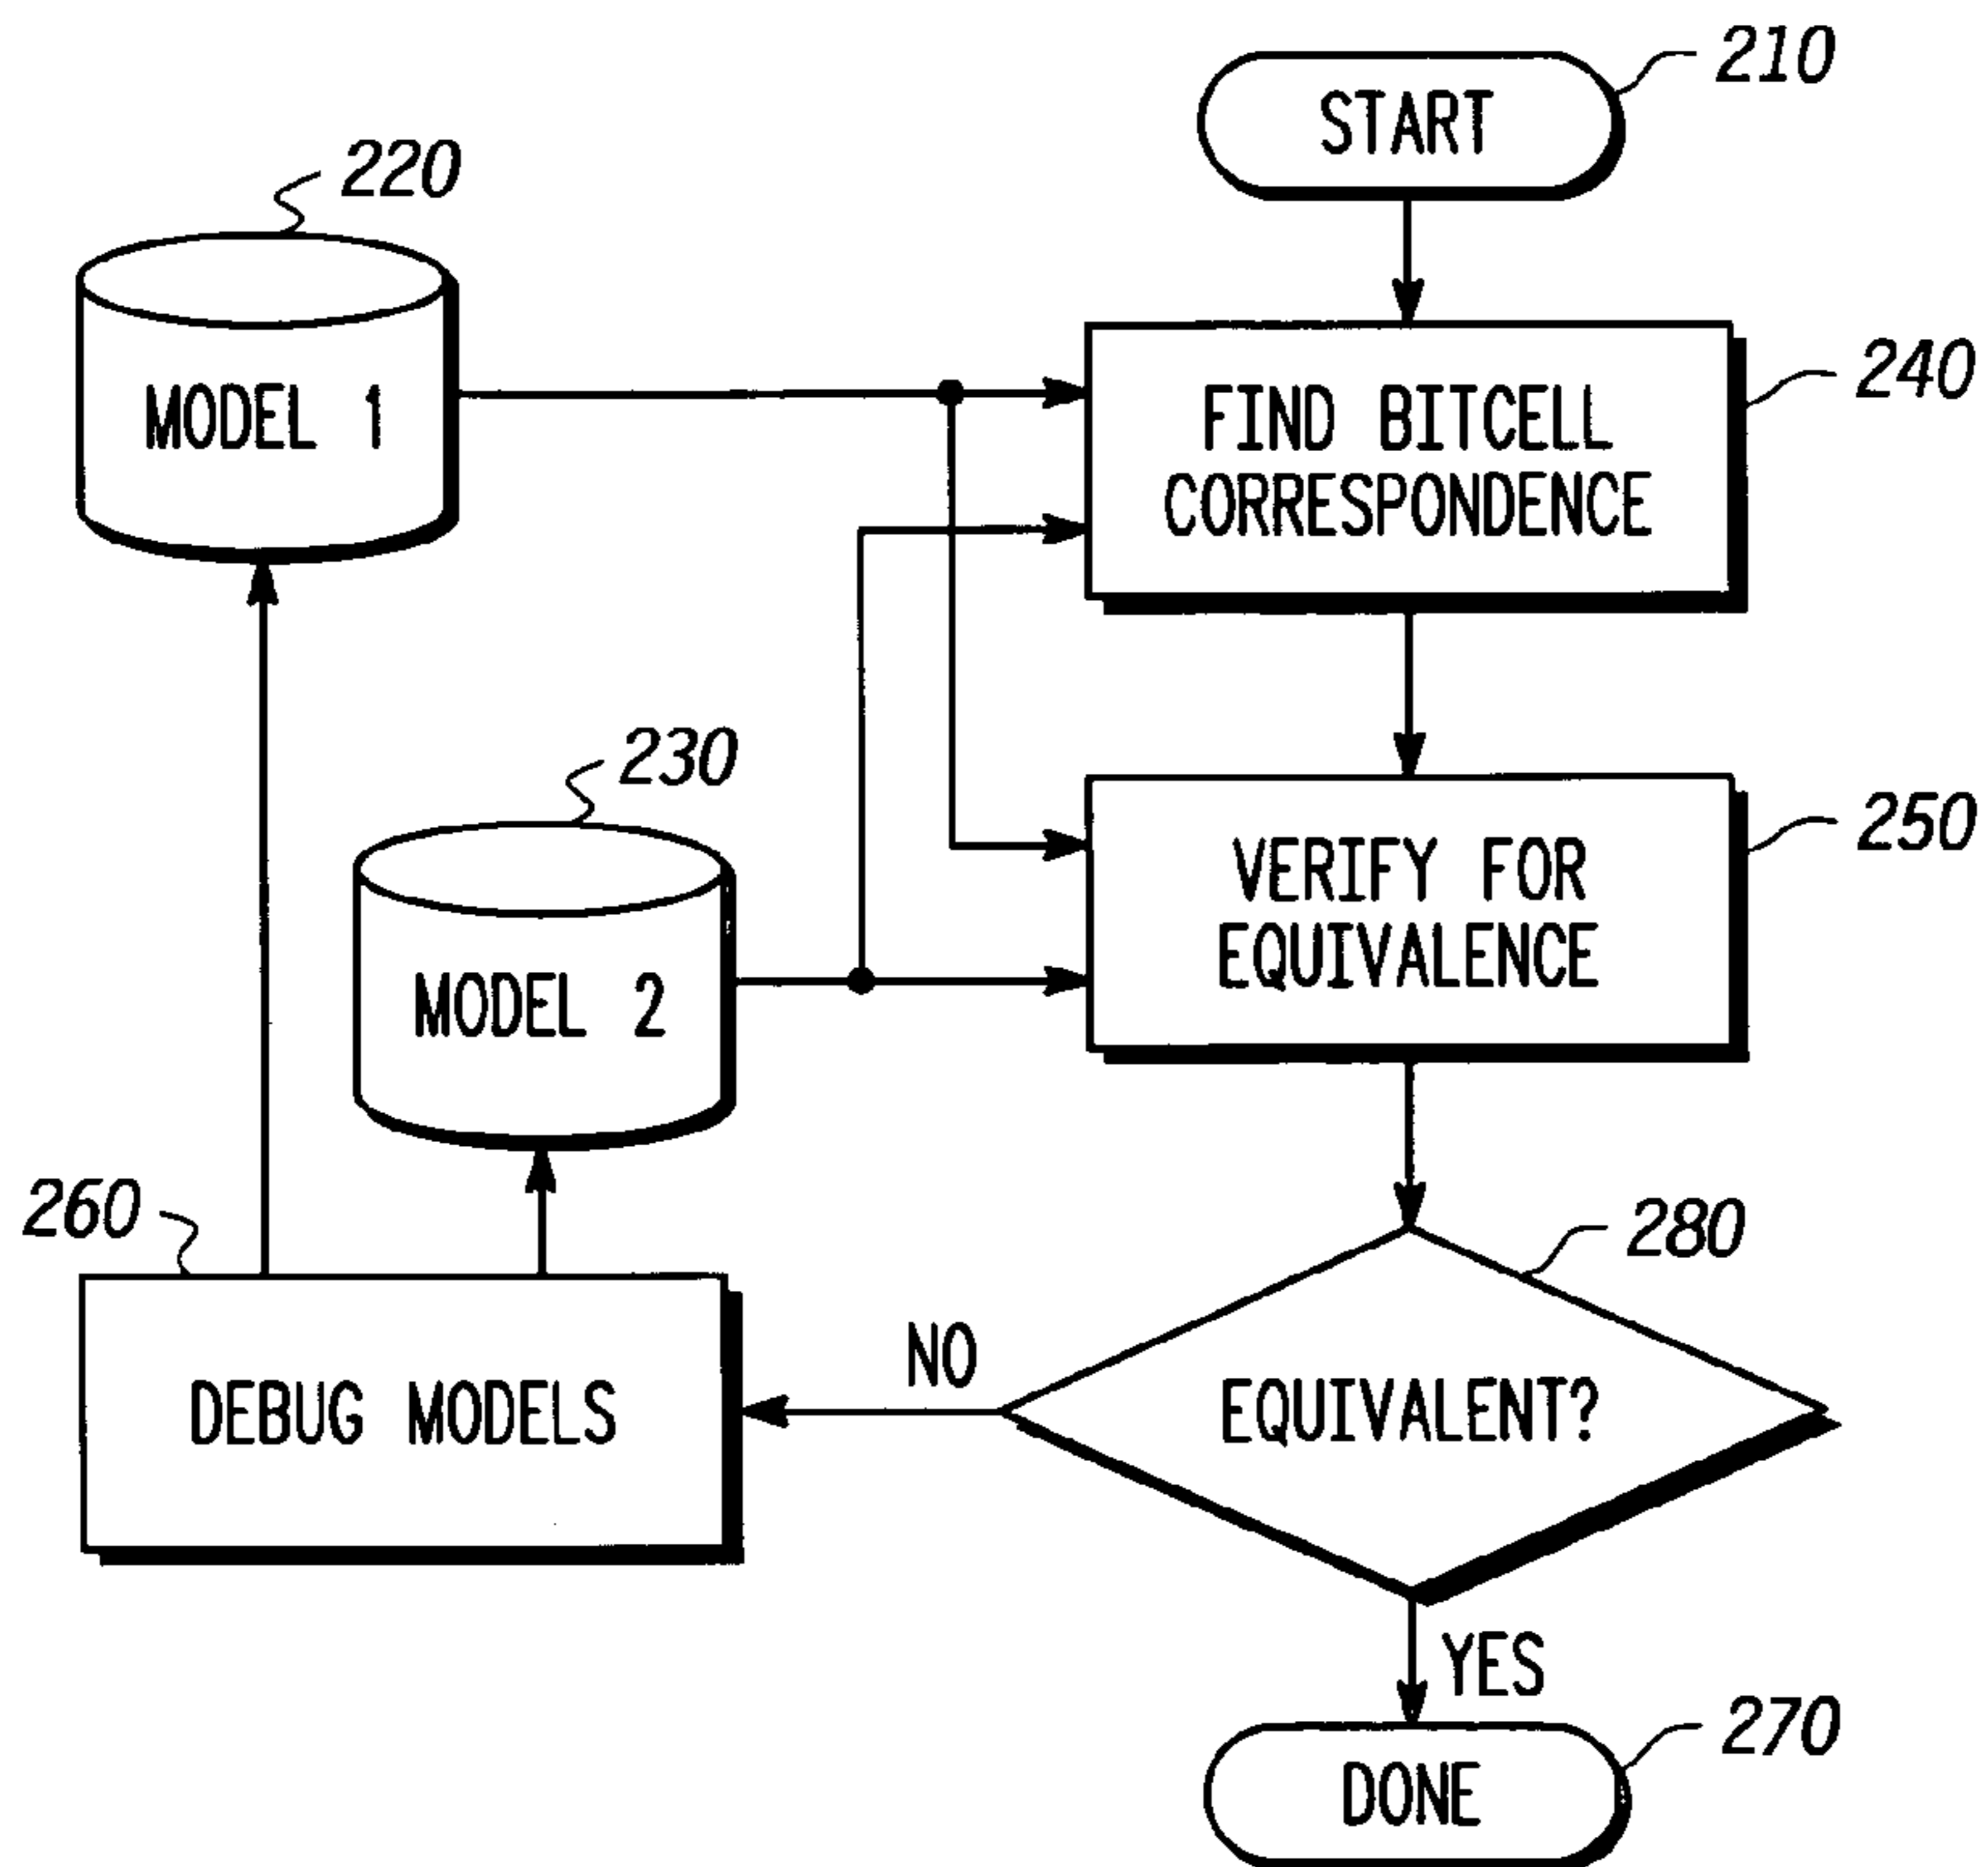 210
START
220
MODEL 1
240
FIND BITCELL
CORRESPONDENCE
230
MODEL 2
250
VERIFY FOR
EQUIVALENCE
260
DEBUG MODELS
NO
280
EQUIVALENT?
YES
270
DONE